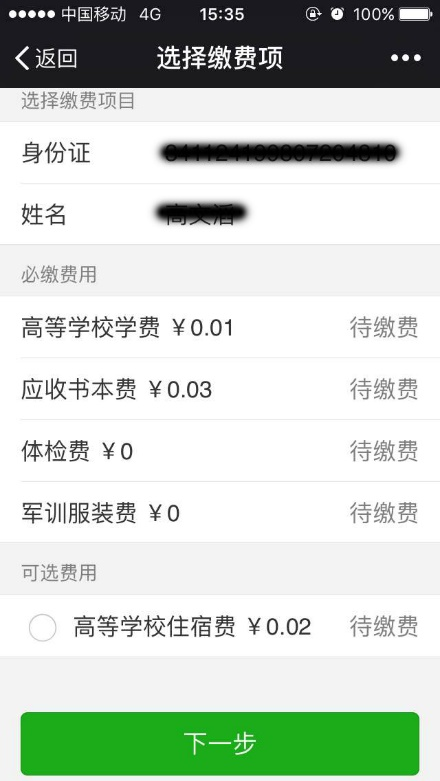 中国移动 4G 15:35 100%
返回 选择缴费项
选择缴费项目
身份证
姓名
必缴费用
高等学校学费 ￥0.01 待缴费
应收书本费 ￥0.03 待缴费
体检费 ￥0 待缴费
军训服装费 ￥0 待缴费
可选费用
高等学校住宿费 ￥0.02 待缴费
下一步